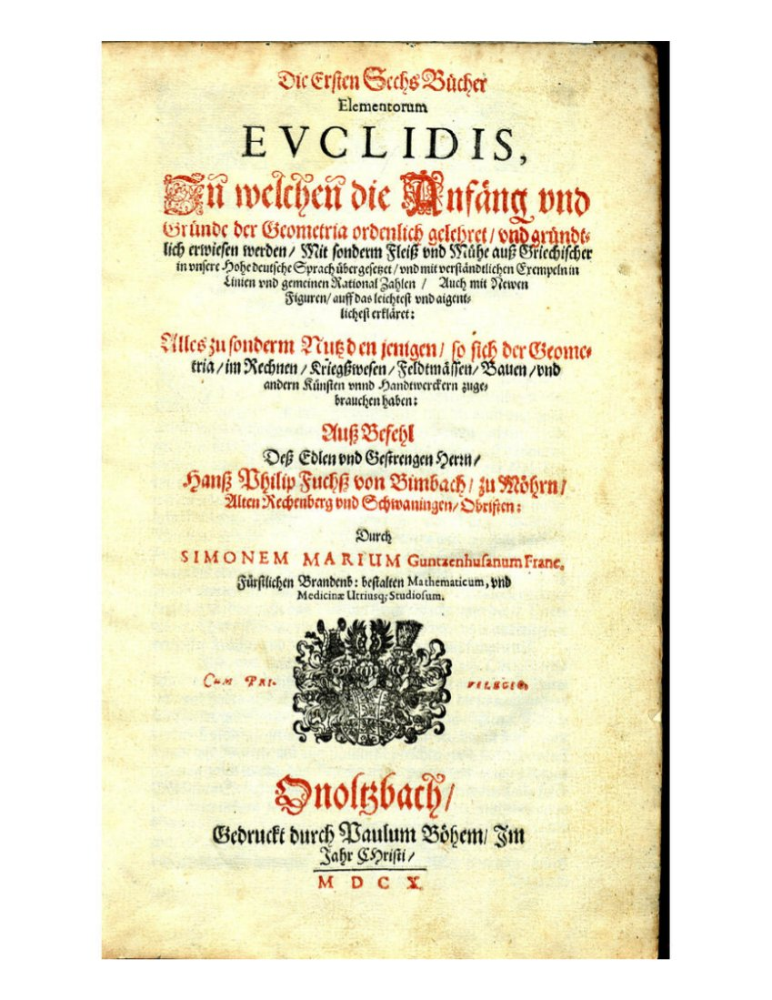 Die Ersten Sechs Bücher
Elementorum
EVCLIDIS,
In welchen die Anfäng vnd
Gründe der Geometria ordenlich gelehret / vnd gründt-
lich erwiesen werden / Mit sonderm Fleiß vnd Mühe auß Griechischer
in vnsere Hohe deutsche Sprach übergesetzet / vnd mit verständtlichen Exempeln in
Linien vnd gemeinen Rational Zahlen / Auch mit Newen
Figuren / auff das leichtest vnd aigent-
lichest erkläret:
Alles zu sonderm Nutz den jenigen / so sich der Geome-
tria / im Rechnen / Kriegßwesen / Feldtmässen / Bauen / vnd
andern Künsten vnnd Handtwerckern zuge-
brauchen haben:
Auß Befehl
Deß Edlen vnd Gestrengen Herrn /
Hanß Philip Fuchß von Bimbach / zu Möhrn /
Alten Rechenberg vnd Schwaningen / Obristen:
Durch
SIMONEM MARIUM Guntzenhusanum Franc.
Fürstlichen Brandenb: bestalten Mathematicum, vnd
Medicinæ Utriusq; Studiosum.
CUM PRI- VILEGIO.
Onoltzbach /
Gedruckt durch Paulum Böhem / Im
Jahr CHristi /
M D C X.